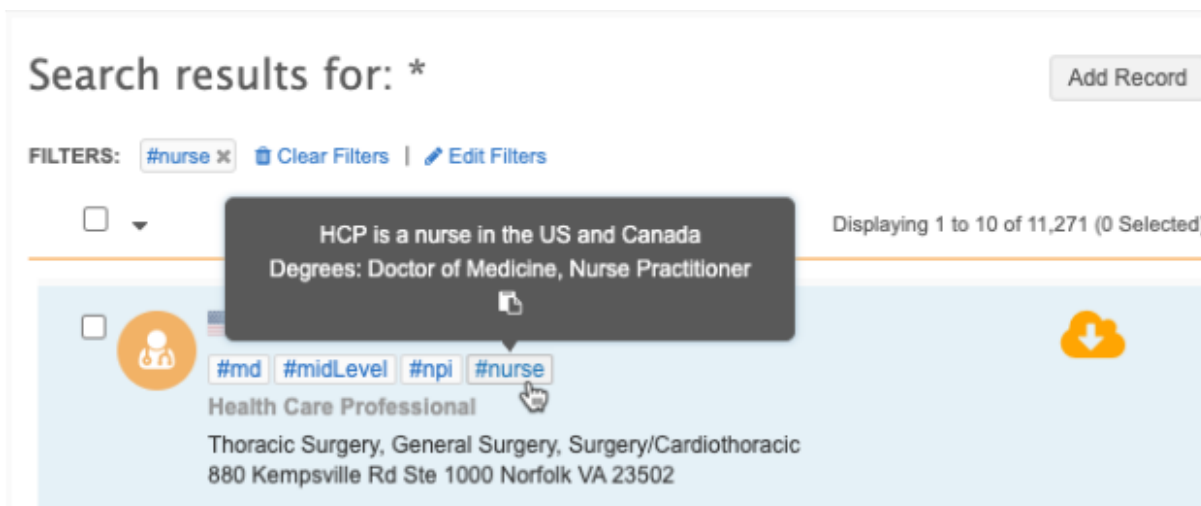 Search results for: *
Add Record
FILTERS: #nurse Clear Filters | Edit Filters
Displaying 1 to 10 of 11,271 (0 Selected)
HCP is a nurse in the US and Canada
Degrees: Doctor of Medicine, Nurse Practitioner
#md #midLevel #npi #nurse
Health Care Professional
Thoracic Surgery, General Surgery, Surgery/Cardiothoracic
880 Kempsville Rd Ste 1000 Norfolk VA 23502